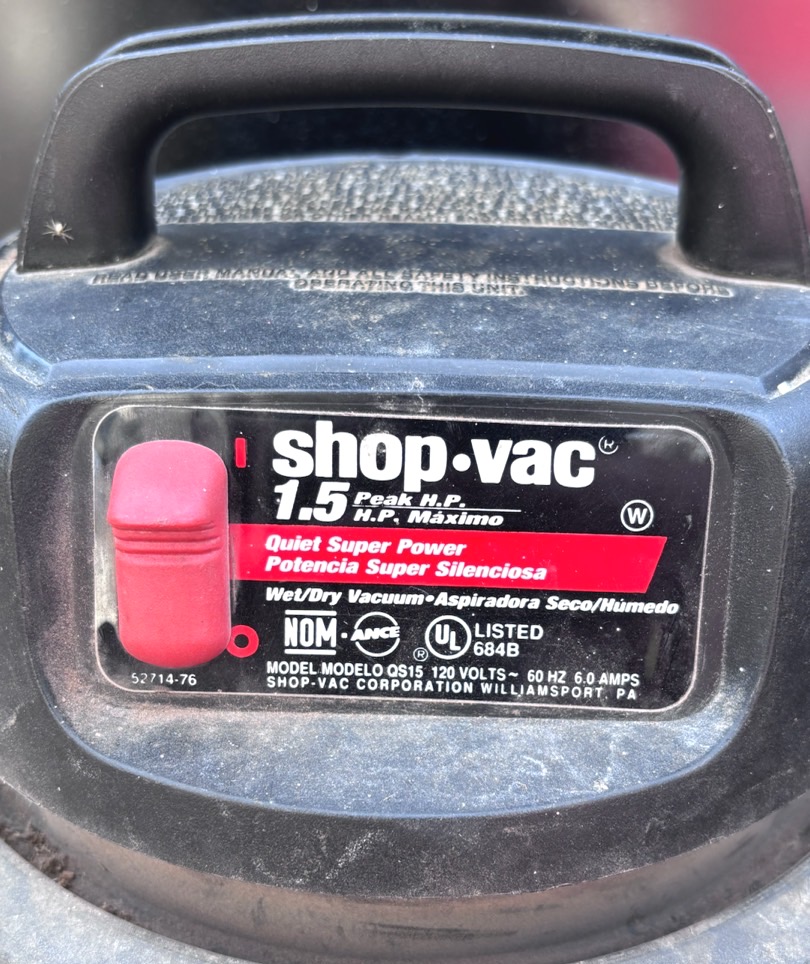 READ USER MANUAL AND ALL SAFETY INSTRUCTIONS BEFORE
OPERATING THIS UNIT.
shop·vac®
1.5 Peak H.P.
H.P. Máximo
W
Quiet Super Power
Potencia Super Silenciosa
Wet/Dry Vacuum•Aspiradora Seco/Húmedo
NOM·ANCE UL® LISTED
684B
MODEL/MODELO QS15 120 VOLTS~ 60 HZ 6.0 AMPS
SHOP-VAC CORPORATION WILLIAMSPORT, PA
52714-76